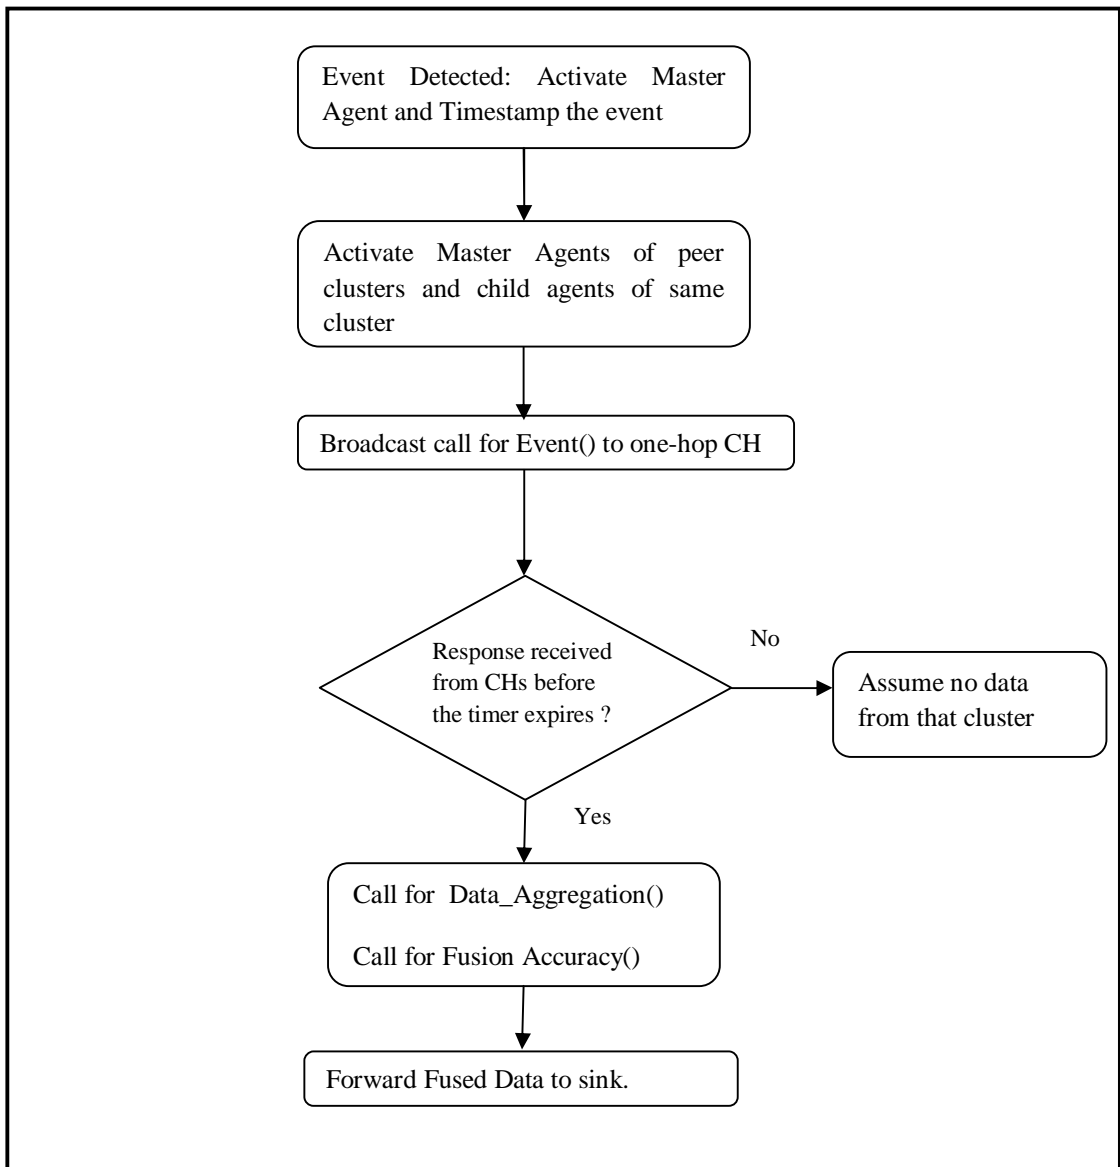 Event Detected: Activate Master
Agent and Timestamp the event
Activate Master Agents of peer
clusters and child agents of same
cluster
Broadcast call for Event() to one-hop CH
Response received
from CHs before
the timer expires ?
No
Assume no data
from that cluster
Yes
Call for Data_Aggregation()
Call for Fusion Accuracy()
Forward Fused Data to sink.